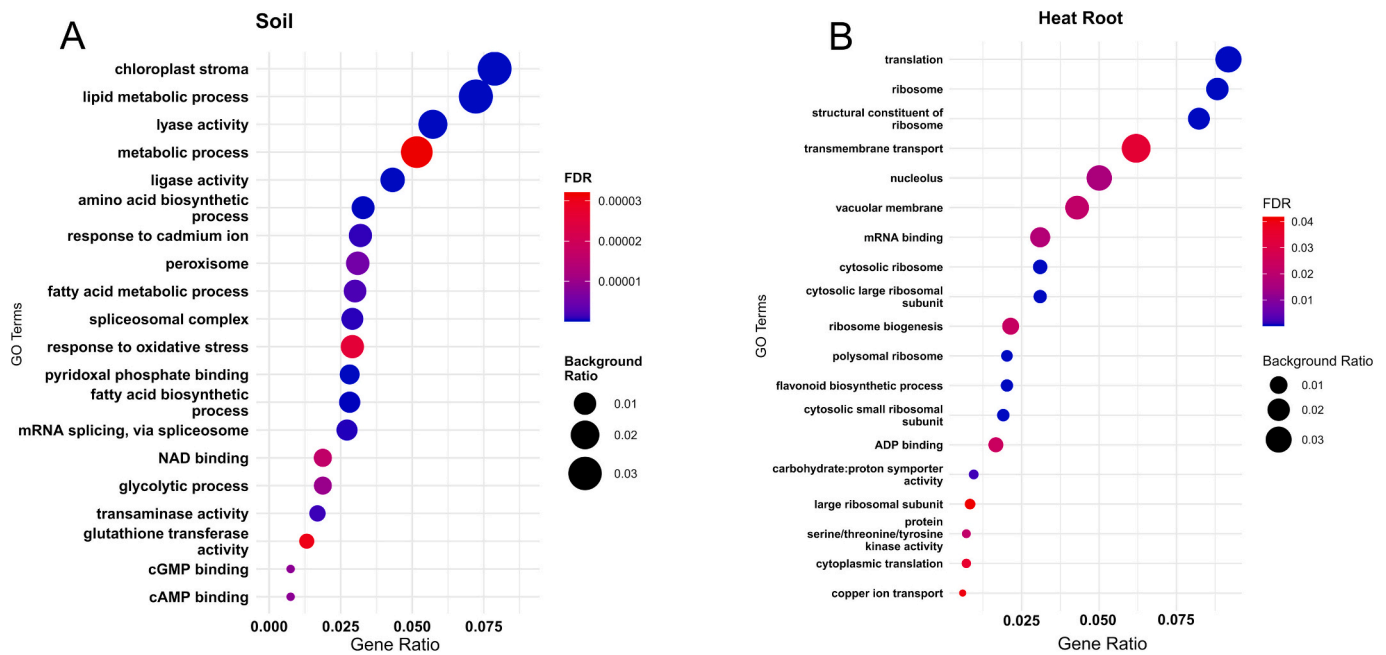 A
Soil
chloroplast stroma
lipid metabolic process
lyase activity
metabolic process
ligase activity
amino acid biosynthetic
process
response to cadmium ion
peroxisome
fatty acid metabolic process
spliceosomal complex
response to oxidative stress
pyridoxal phosphate binding
fatty acid biosynthetic
process
mRNA splicing, via spliceosome
NAD binding
glycolytic process
transaminase activity
glutathione transferase
activity
cGMP binding
cAMP binding
GO Terms
0.000 0.025 0.050 0.075
Gene Ratio
FDR
0.00003
0.00002
0.00001
Background
Ratio
0.01
0.02
0.03
B
Heat Root
translation
ribosome
structural constituent of
ribosome
transmembrane transport
nucleolus
vacuolar membrane
mRNA binding
cytosolic ribosome
cytosolic large ribosomal
subunit
ribosome biogenesis
polysomal ribosome
flavonoid biosynthetic process
cytosolic small ribosomal
subunit
ADP binding
carbohydrate:proton symporter
activity
large ribosomal subunit
protein
serine/threonine/tyrosine
kinase activity
cytoplasmic translation
copper ion transport
GO Terms
0.025 0.050 0.075
Gene Ratio
FDR
0.04
0.03
0.02
0.01
Background Ratio
0.01
0.02
0.03